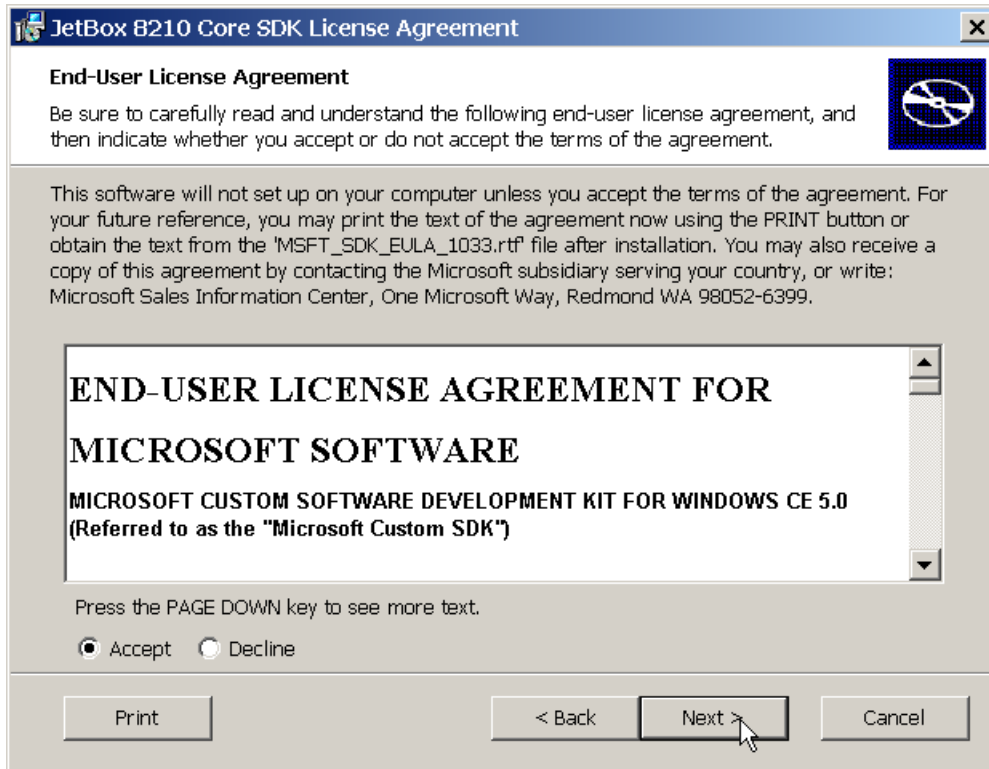 JetBox 8210 Core SDK License Agreement
End-User License Agreement
Be sure to carefully read and understand the following end-user license agreement, and
then indicate whether you accept or do not accept the terms of the agreement.
This software will not set up on your computer unless you accept the terms of the agreement. For
your future reference, you may print the text of the agreement now using the PRINT button or
obtain the text from the 'MSFT_SDK_EULA_1033.rtf' file after installation. You may also receive a
copy of this agreement by contacting the Microsoft subsidiary serving your country, or write:
Microsoft Sales Information Center, One Microsoft Way, Redmond WA 98052-6399.
END-USER LICENSE AGREEMENT FOR
MICROSOFT SOFTWARE
MICROSOFT CUSTOM SOFTWARE DEVELOPMENT KIT FOR WINDOWS CE 5.0
(Referred to as the "Microsoft Custom SDK")
Press the PAGE DOWN key to see more text.
Accept Decline
Print < Back Next > Cancel